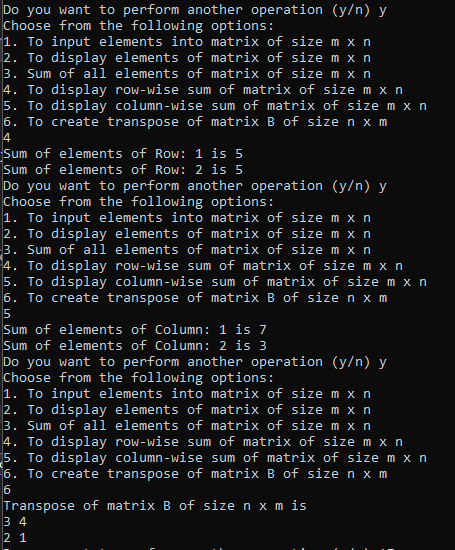 Do you want to perform another operation (y/n) y
Choose from the following options:
1. To input elements into matrix of size m x n
2. To display elements of matrix of size m x n
3. Sum of all elements of matrix of size m x n
4. To display row-wise sum of matrix of size m x n
5. To display column-wise sum of matrix of size m x n
6. To create transpose of matrix B of size n x m
4
Sum of elements of Row: 1 is 5
Sum of elements of Row: 2 is 5
Do you want to perform another operation (y/n) y
Choose from the following options:
1. To input elements into matrix of size m x n
2. To display elements of matrix of size m x n
3. Sum of all elements of matrix of size m x n
4. To display row-wise sum of matrix of size m x n
5. To display column-wise sum of matrix of size m x n
6. To create transpose of matrix B of size n x m
5
Sum of elements of Column: 1 is 7
Sum of elements of Column: 2 is 3
Do you want to perform another operation (y/n) y
Choose from the following options:
1. To input elements into matrix of size m x n
2. To display elements of matrix of size m x n
3. Sum of all elements of matrix of size m x n
4. To display row-wise sum of matrix of size m x n
5. To display column-wise sum of matrix of size m x n
6. To create transpose of matrix B of size n x m
6
Transpose of matrix B of size n x m is
3 4
2 1